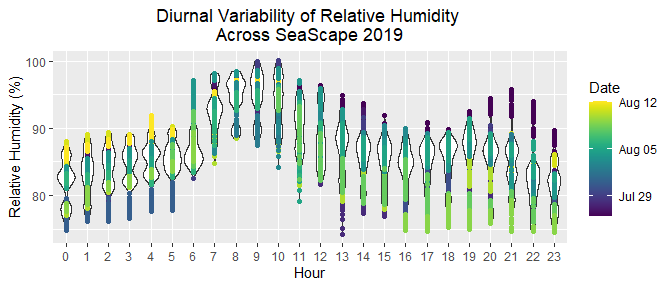 Diurnal Variability of Relative Humidity
Across SeaScape 2019
Relative Humidity (%)
100
90
80
0 1 2 3 4 5 6 7 8 9 10 11 12 13 14 15 16 17 18 19 20 21 22 23
Hour
Date
Aug 12
Aug 05
Jul 29